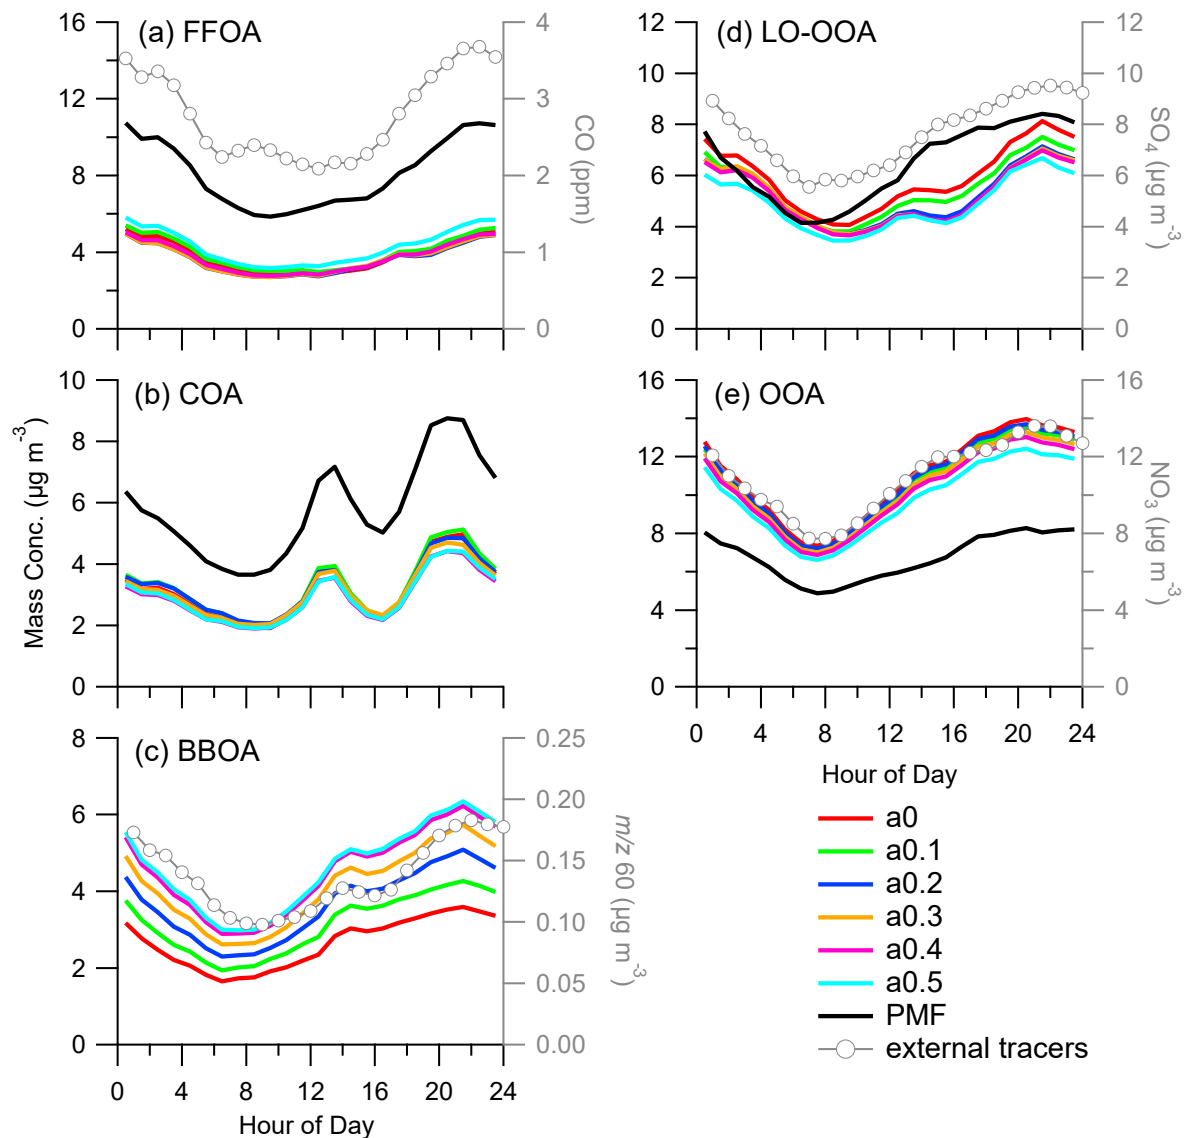 (a) FFOA
16
12
8
4
0
4
3
2
1
0
CO (ppm)
(b) COA
10
8
6
4
2
0
Mass Conc. (µg m⁻³)
(c) BBOA
8
6
4
2
0
0.25
0.20
0.15
0.10
0.05
0.00
m/z 60 (µg m⁻³)
0 4 8 12 16 20 24
Hour of Day
(d) LO-OOA
12
10
8
6
4
2
0
12
10
8
6
4
2
0
SO₄ (µg m⁻³)
(e) OOA
16
12
8
4
0
16
12
8
4
0
NO₃ (µg m⁻³)
0 4 8 12 16 20 24
Hour of Day
a0
a0.1
a0.2
a0.3
a0.4
a0.5
PMF
external tracers